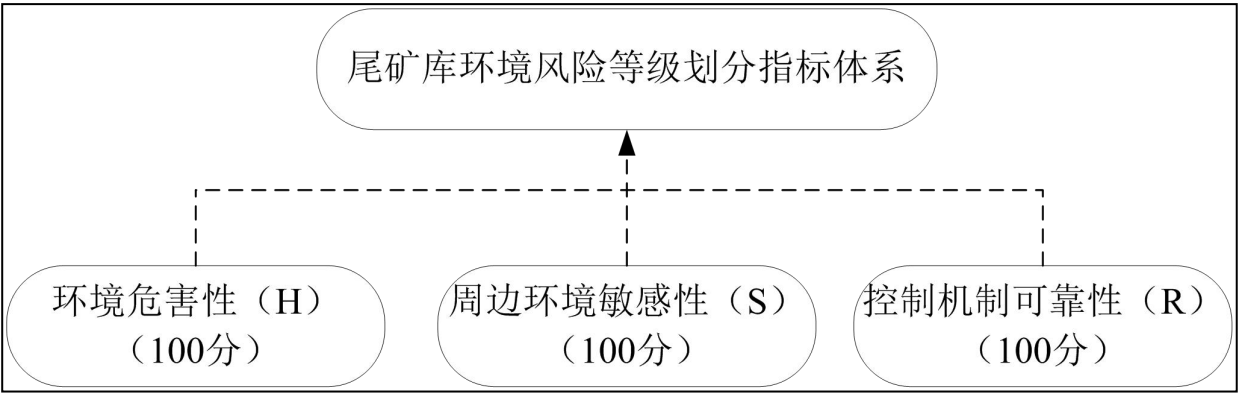 尾矿库环境风险等级划分指标体系
环境危害性（H）
（100分）
周边环境敏感性（S）
（100分）
控制机制可靠性（R）
（100分）